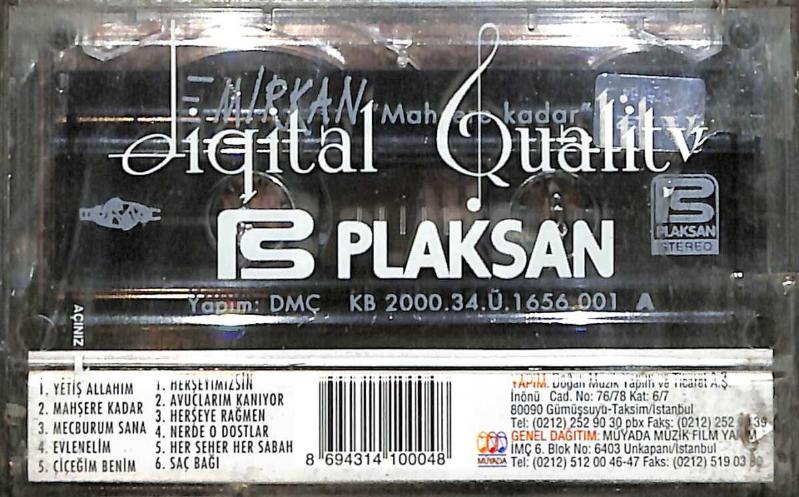 EMİRKAN "Mahşere kadar"
Digital Quality
PLAKSAN
PLAKSAN
STEREO
Yapım: DMÇ KB 2000.34.Ü.1656.001 A
AÇINIZ
1. YETİŞ ALLAHIM
2. MAHŞERE KADAR
3. MECBURUM SANA
4. EVLENELİM
5. ÇİÇEĞİM BENİM
1. HERŞEYİMİZSİN
2. AVUÇLARIM KANIYOR
3. HERŞEYE RAĞMEN
4. NERDE O DOSTLAR
5. HER SEHER HER SABAH
6. SAÇ BAĞI
8 694314 100048
YAPIM: Doğan Müzik Yapım ve Ticaret A.Ş.
İnönü Cad. No: 76/78 Kat: 6/7
80090 Gümüşsuyu-Taksim/İstanbul
Tel: (0212) 252 90 30 pbx Faks: (0212) 252 39
GENEL DAĞITIM: MÜYADA MÜZİK FİLM YAPIM
İMÇ 6. Blok No: 6403 Unkapanı/İstanbul
Tel: (0212) 512 00 46-47 Faks: (0212) 519 03
MÜYADA